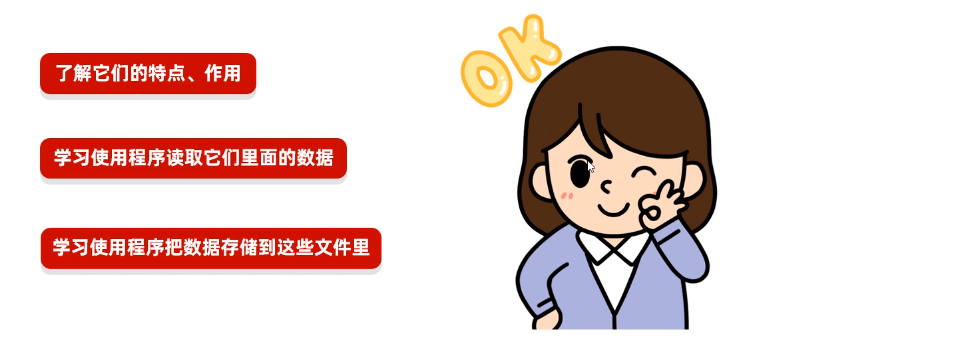 了解它们的特点、作用
OK
学习使用程序读取它们里面的数据
学习使用程序把数据存储到这些文件里